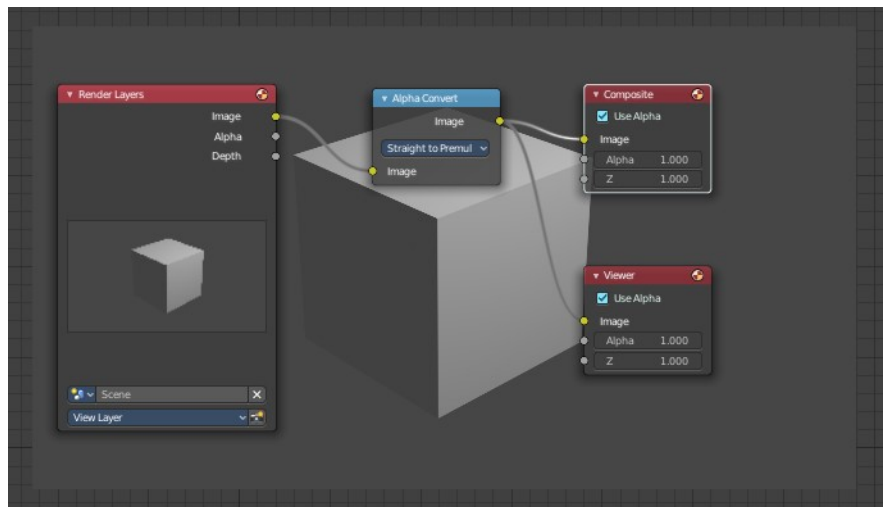 Render Layers
Image
Alpha
Depth
Scene
View Layer
Alpha Convert
Image
Straight to Premul
Image
Composite
Use Alpha
Image
Alpha 1.000
Z 1.000
Viewer
Use Alpha
Image
Alpha 1.000
Z 1.000